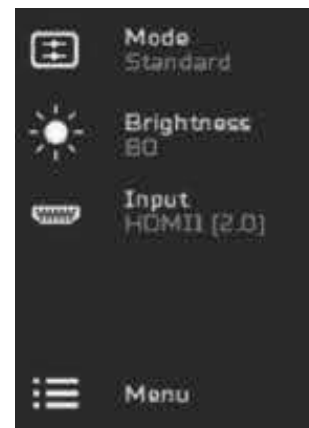 Mode
Standard
Brightness
80
Input
HDMI1 (2.0)
Menu